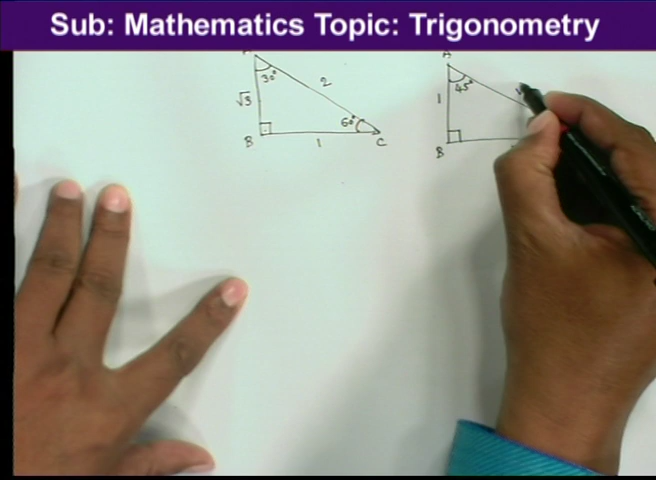 Sub: Mathematics Topic: Trigonometry
A
30°
2
√3
60°
B
1
C
A
45°
1
B